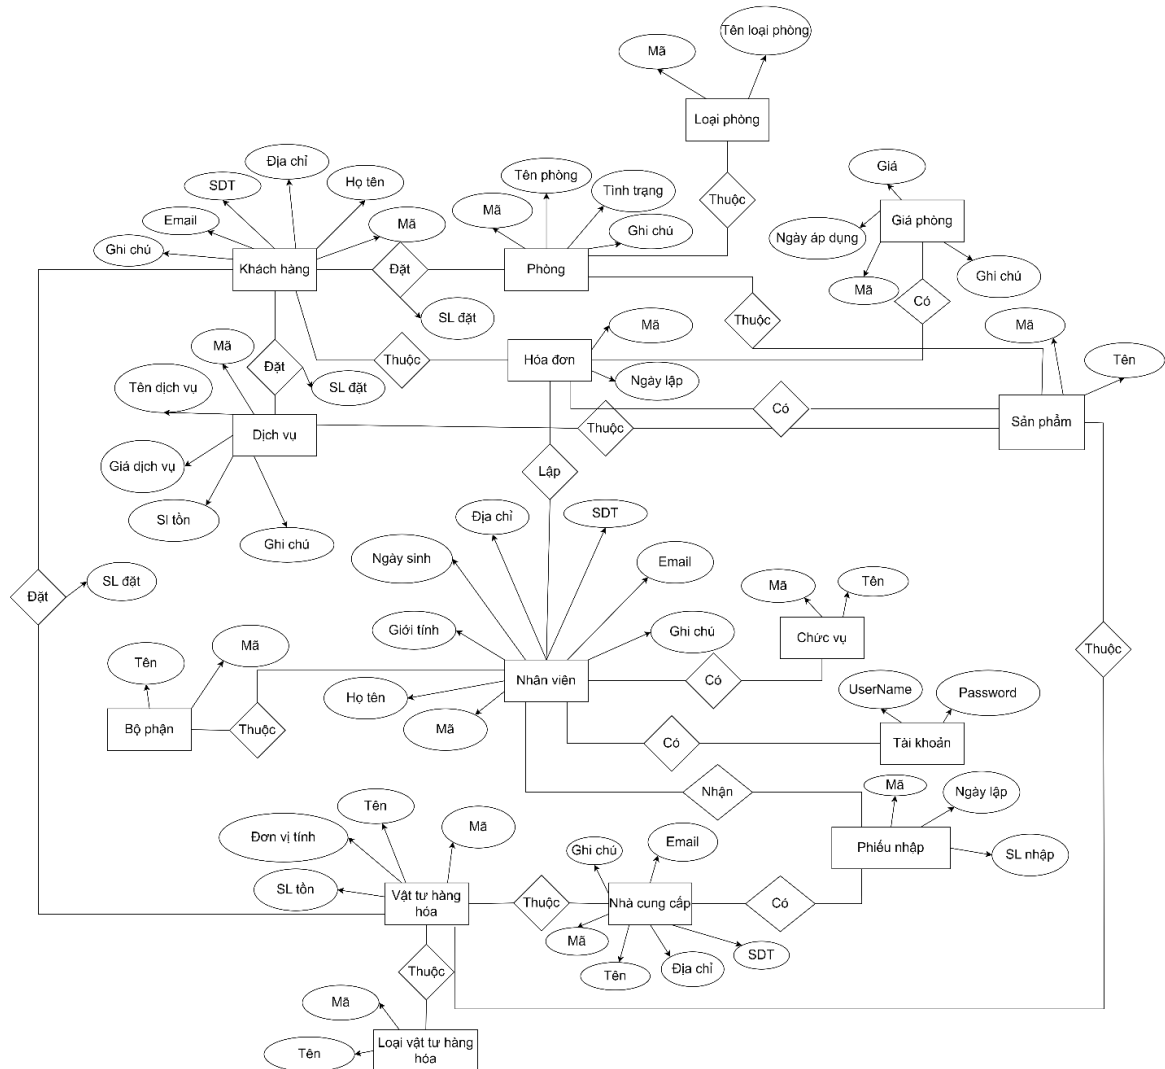 Tên loại phòng
Mã
Loại phòng
Địa chỉ
SDT
Họ tên
Email
Mã
Ghi chú
Khách hàng
Tên phòng
Tình trạng
Mã
Ghi chú
Phòng
Thuộc
Giá
Giá phòng
Ngày áp dụng
Ghi chú
Mã
Có
Đặt
SL đặt
Thuộc
Mã
Tên
Mã
Hóa đơn
Ngày lập
Thuộc
Mã
Đặt
SL đặt
Tên dịch vụ
Có
Sản phẩm
Thuộc
Dịch vụ
Giá dịch vụ
Sl tồn
Ghi chú
Lập
Địa chỉ
SDT
Ngày sinh
Email
Giới tính
Ghi chú
Mã
Tên
Chức vụ
SL đặt
Đặt
Tên
Mã
Nhân viên
Có
Thuộc
Họ tên
Mã
Bộ phận
Thuộc
UserName
Password
Có
Tài khoản
Nhận
Mã
Ngày lập
Phiếu nhập
SL nhập
Tên
Đơn vị tính
Mã
SL tồn
Vật tư hàng
hóa
Thuộc
Ghi chú
Email
Nhà cung cấp
Có
Mã
Tên
Địa chỉ
SDT
Thuộc
Mã
Tên
Loại vật tư hàng
hóa